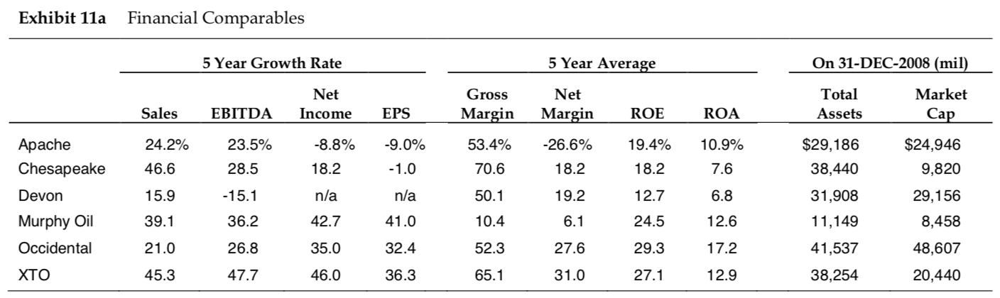 Exhibit 11a Financial Comparables
5 Year Growth Rate 5 Year Average On 31-DEC-2008 (mil)
Net Gross Net Total Market
Sales EBITDA Income EPS Margin Margin ROE ROA Assets Cap
Apache 24.2% 23.5% -8.8% -9.0% 53.4% -26.6% 19.4% 10.9% $29,186 $24,946
Chesapeake 46.6 28.5 18.2 -1.0 70.6 18.2 18.2 7.6 38,440 9,820
Devon 15.9 -15.1 n/a n/a 50.1 19.2 12.7 6.8 31,908 29,156
Murphy Oil 39.1 36.2 42.7 41.0 10.4 6.1 24.5 12.6 11,149 8,458
Occidental 21.0 26.8 35.0 32.4 52.3 27.6 29.3 17.2 41,537 48,607
XTO 45.3 47.7 46.0 36.3 65.1 31.0 27.1 12.9 38,254 20,440